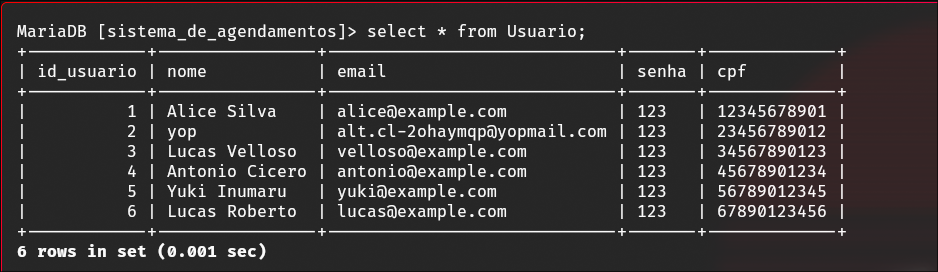 MariaDB [sistema_de_agendamentos]> select * from Usuario;
+------------+----------------+---------------------------+-------+-------------+
| id_usuario | nome           | email                     | senha | cpf         |
+------------+----------------+---------------------------+-------+-------------+
|          1 | Alice Silva    | alice@example.com         | 123   | 12345678901 |
|          2 | yop            | alt.cl-2ohaymqp@yopmail.com | 123   | 23456789012 |
|          3 | Lucas Velloso  | velloso@example.com       | 123   | 34567890123 |
|          4 | Antonio Cicero | antonio@example.com       | 123   | 45678901234 |
|          5 | Yuki Inumaru   | yuki@example.com          | 123   | 56789012345 |
|          6 | Lucas Roberto  | lucas@example.com         | 123   | 67890123456 |
+------------+----------------+---------------------------+-------+-------------+
6 rows in set (0.001 sec)